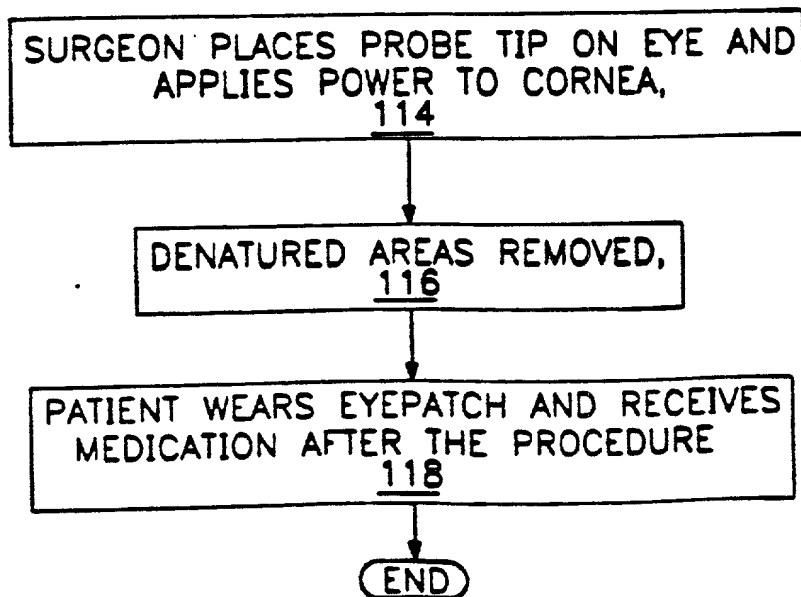 SURGEON PLACES PROBE TIP ON EYE AND
APPLIES POWER TO CORNEA,
114
DENATURED AREAS REMOVED,
116
PATIENT WEARS EYEPATCH AND RECEIVES
MEDICATION AFTER THE PROCEDURE
118
END